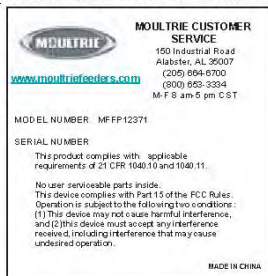 MOULTRIE
MOULTRIE CUSTOMER
SERVICE
150 Industrial Road
Alabster, AL 35007
(205) 664-6700
(800) 653-3334
M-F 8 am-5 pm CST
www.moultriefeeders.com
MODEL NUMBER MFFP12371
SERIAL NUMBER
This product complies with applicable
requirements of 21 CFR 1040.10 and 1040.11.
No user serviceable parts inside.
This device complies with Part 15 of the FCC Rules.
Operation is subject to the following two conditions:
(1) This device may not cause harmful interference,
and (2) this device must accept any interference
received, including interference that may cause
undesired operation.
MADE IN CHINA